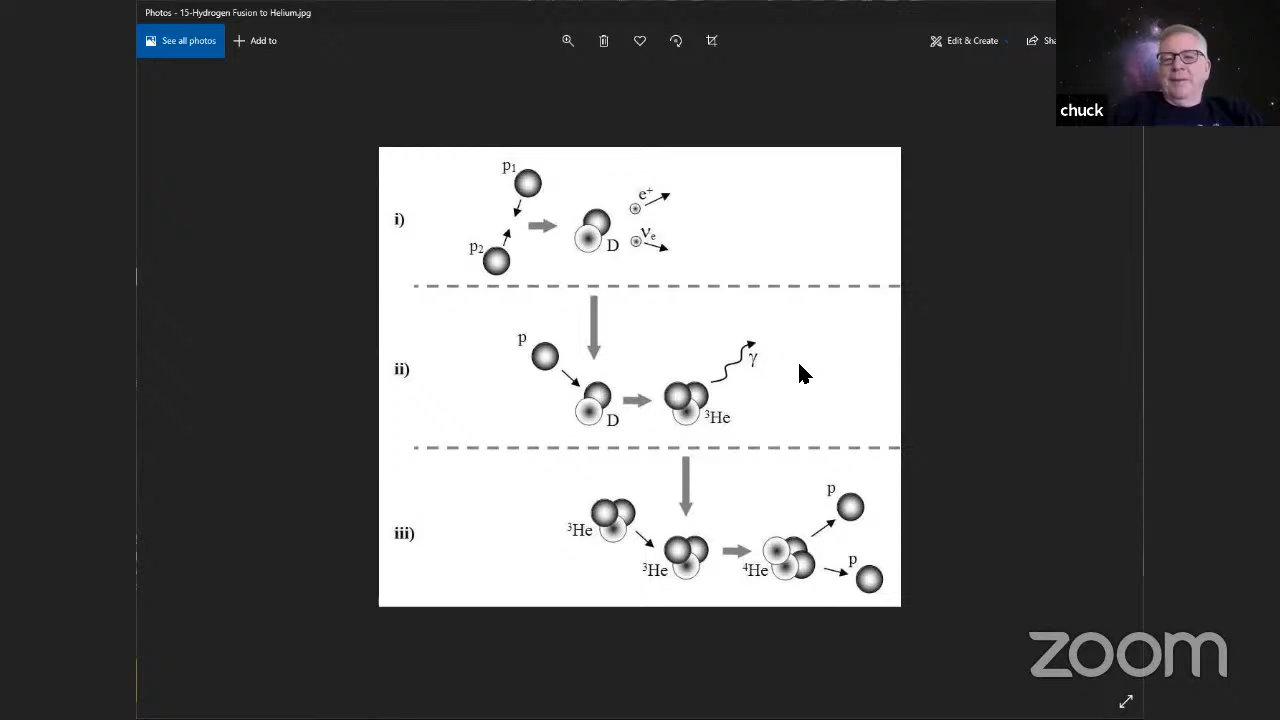 Photos - 15-Hydrogen Fusion to Helium.jpg
See all photos
Add to
Edit & Create
Sha
chuck
p1
p2
i)
e+
νe
D
p
ii)
γ
D
³He
p
³He
iii)
³He
⁴He
p
zoom